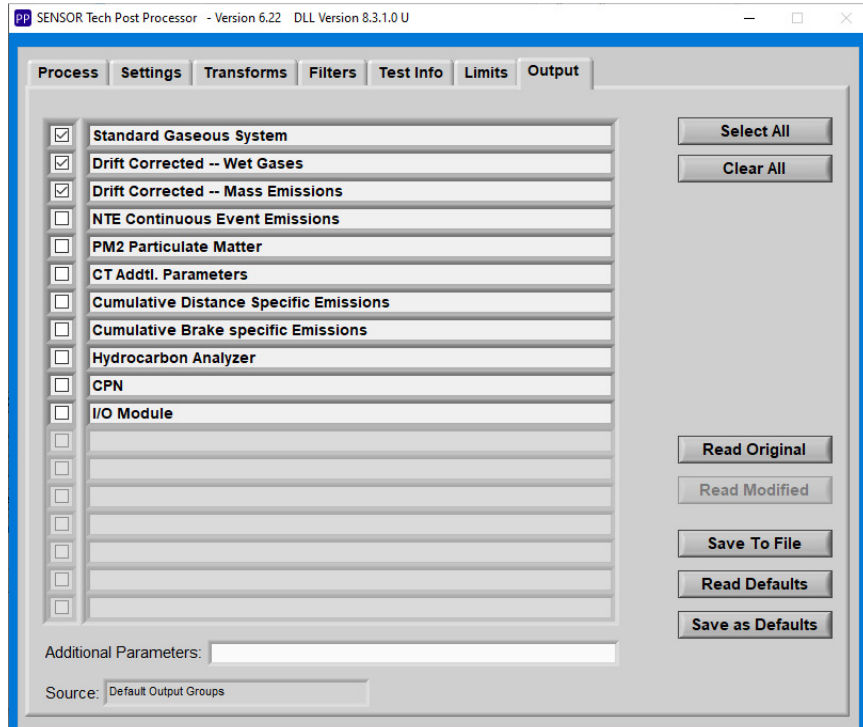 PP SENSOR Tech Post Processor - Version 6.22 DLL Version 8.3.1.0 U
Process Settings Transforms Filters Test Info Limits Output
Standard Gaseous System
Drift Corrected -- Wet Gases
Drift Corrected -- Mass Emissions
NTE Continuous Event Emissions
PM2 Particulate Matter
CT Addtl. Parameters
Cumulative Distance Specific Emissions
Cumulative Brake specific Emissions
Hydrocarbon Analyzer
CPN
I/O Module
Select All
Clear All
Read Original
Read Modified
Save To File
Read Defaults
Save as Defaults
Additional Parameters:
Source: Default Output Groups